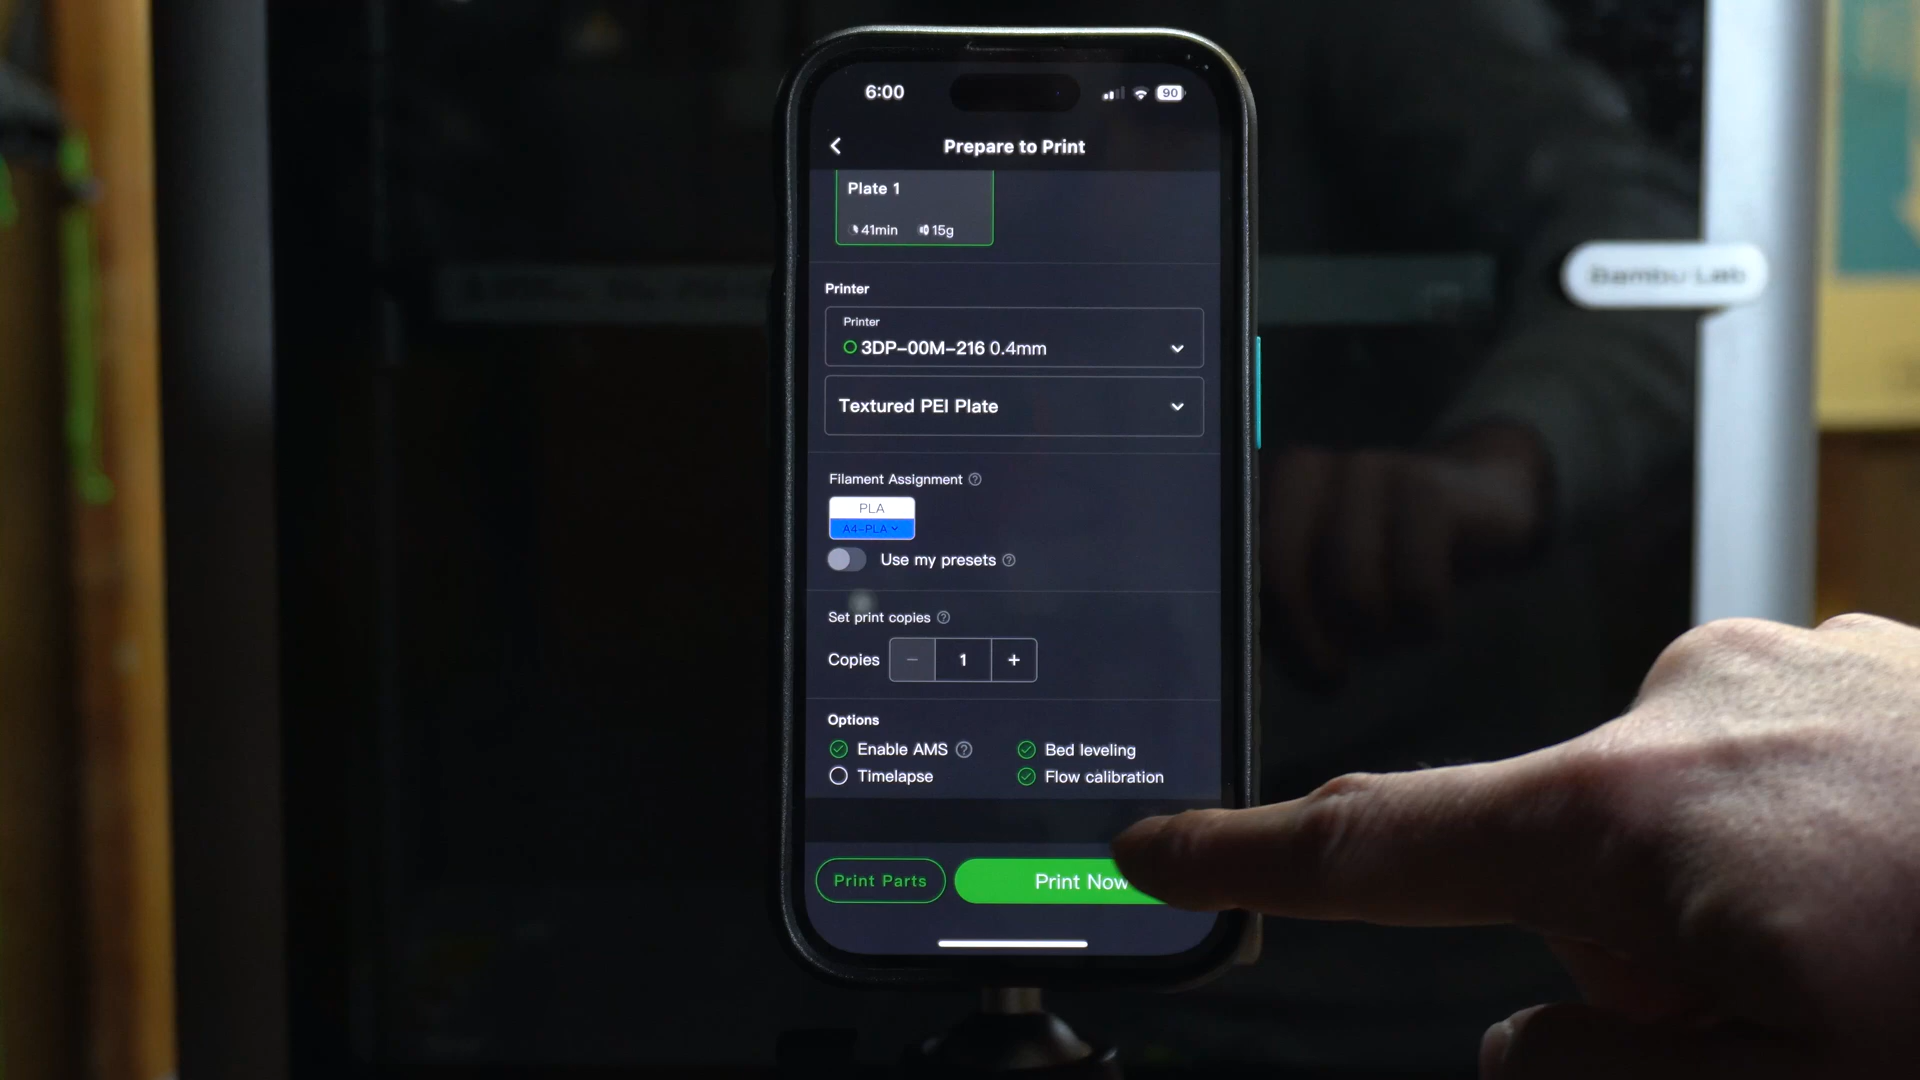 6:00
90
Prepare to Print
Plate 1
41min 15g
Printer
Printer
3DP-00M-216 0.4mm
Textured PEI Plate
Filament Assignment
PLA
A4-PLA
Use my presets
Set print copies
Copies − 1 +
Options
Enable AMS Bed leveling
Timelapse Flow calibration
Print Parts Print Now
Bambu Lab